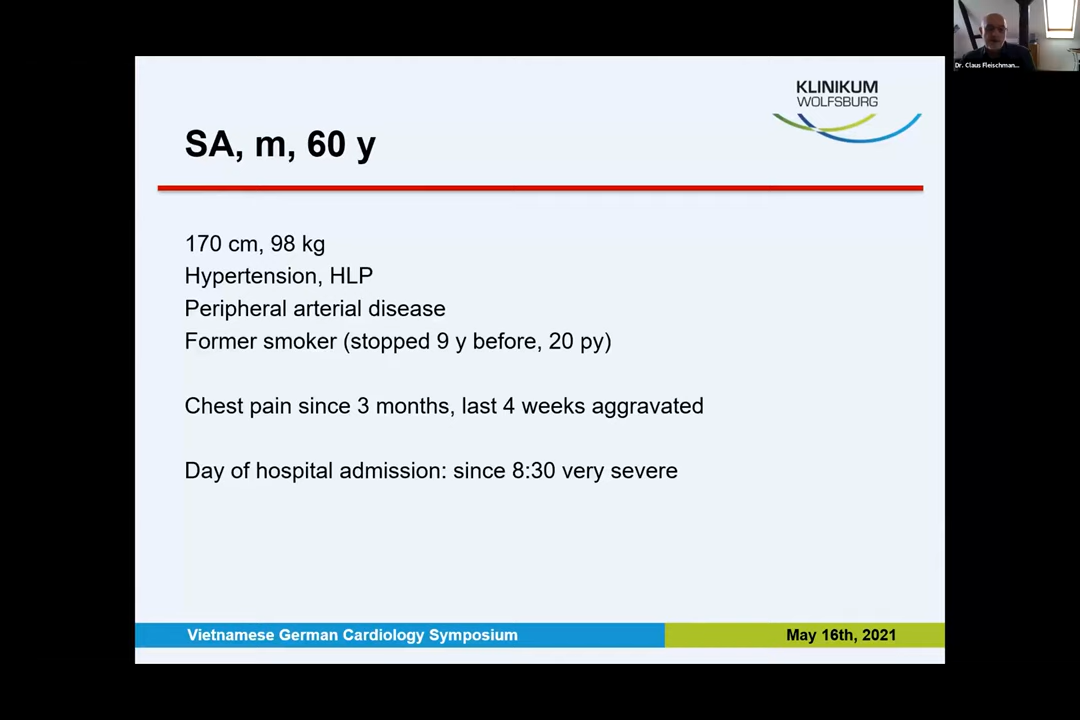 Dr. Claus Fleischman...
KLINIKUM
WOLFSBURG
SA, m, 60 y
170 cm, 98 kg
Hypertension, HLP
Peripheral arterial disease
Former smoker (stopped 9 y before, 20 py)
Chest pain since 3 months, last 4 weeks aggravated
Day of hospital admission: since 8:30 very severe
Vietnamese German Cardiology Symposium
May 16th, 2021